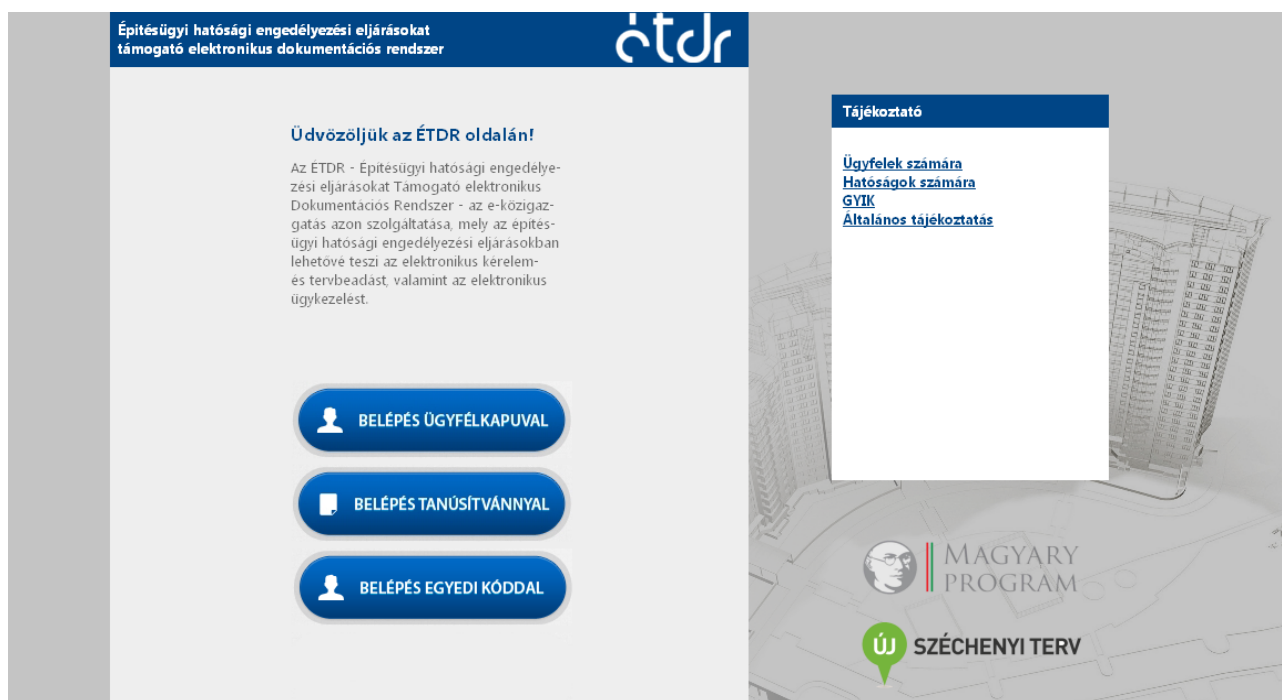 Építésügyi hatósági engedélyezési eljárásokat
támogató elektronikus dokumentációs rendszer
étdr
Üdvözöljük az ÉTDR oldalán!
Az ÉTDR - Építésügyi hatósági engedélye-
zési eljárásokat Támogató elektronikus
Dokumentációs Rendszer - az e-közigaz-
gatás azon szolgáltatása, mely az építés-
ügyi hatósági engedélyezési eljárásokban
lehetővé teszi az elektronikus kérelem-
és tervbeadást, valamint az elektronikus
ügykezelést.
BELÉPÉS ÜGYFÉLKAPUVAL
BELÉPÉS TANÚSÍTVÁNNYAL
BELÉPÉS EGYEDI KÓDDAL
Tájékoztató
Ügyfelek számára
Hatóságok számára
GYIK
Általános tájékoztatás
MAGYARY
PROGRAM
ÚJ SZÉCHENYI TERV